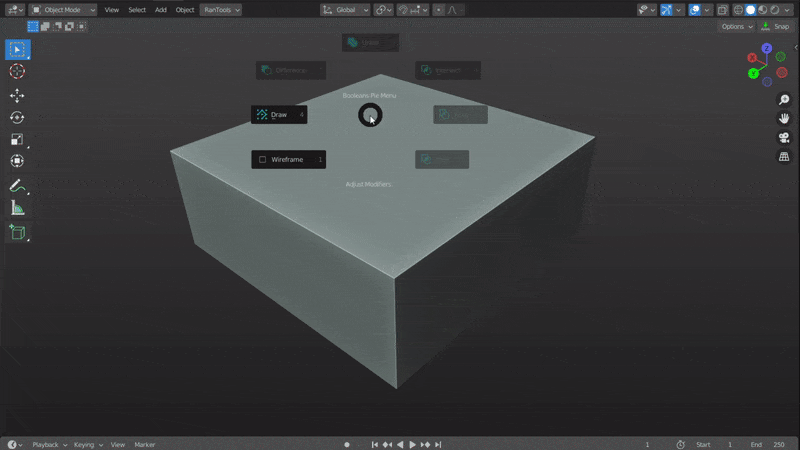 Object Mode View Select Add Object RanTools Global
Options Snap
Union
Difference Intersect
Booleans Pie Menu
Draw 4
Wireframe 1
Adjust Modifiers
X
Y
Z
Playback Keying View Marker 1 Start 1 End 250